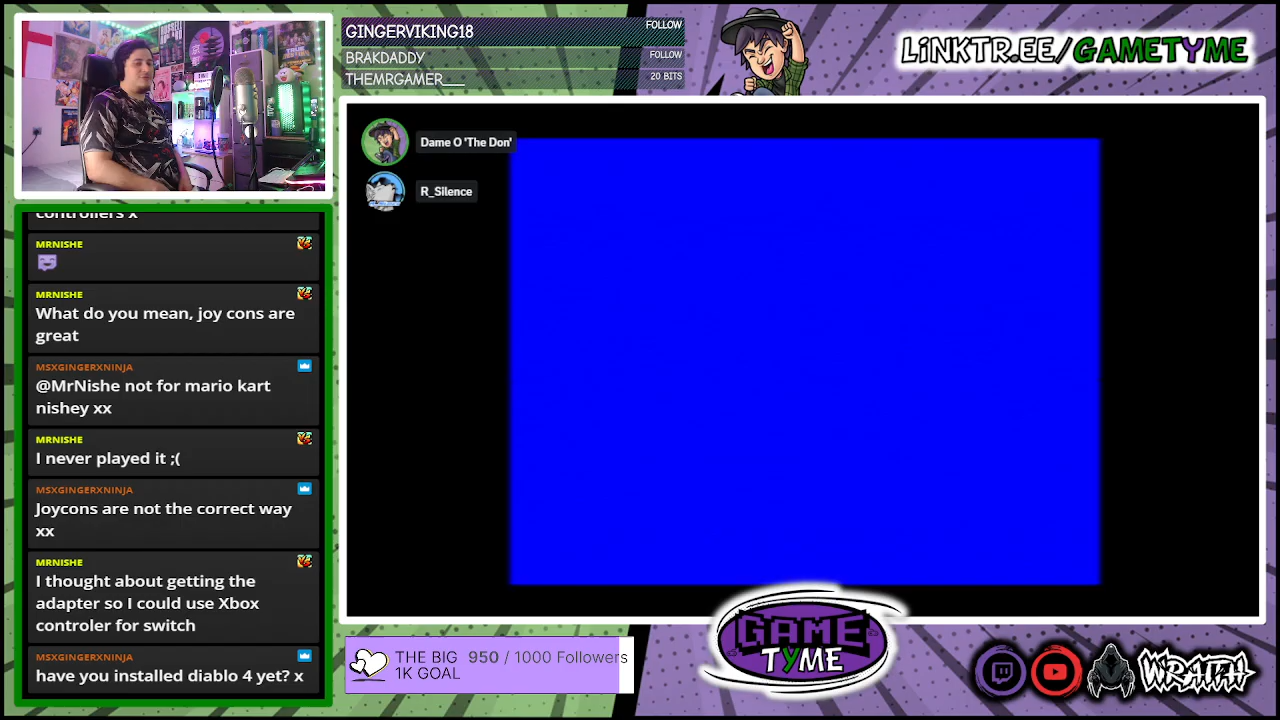 GINGERVIKING18 FOLLOW
BRAKDADDY FOLLOW
THEMRGAMER___ 20 BITS
LiNKTR.EE/GAMETYME
Dame O 'The Don'
R_Silence
controllers x
MRNISHE
MRNISHE
What do you mean, joy cons are
great
MSXGINGERXNINJA
@MrNishe not for mario kart
nishey xx
MRNISHE
I never played it ;(
MSXGINGERXNINJA
Joycons are not the correct way
xx
MRNISHE
I thought about getting the
adapter so I could use Xbox
controler for switch
MSXGINGERXNINJA
have you installed diablo 4 yet? x
THE BIG
1K GOAL
950 / 1000 Followers
GAME
TYME
WRATH